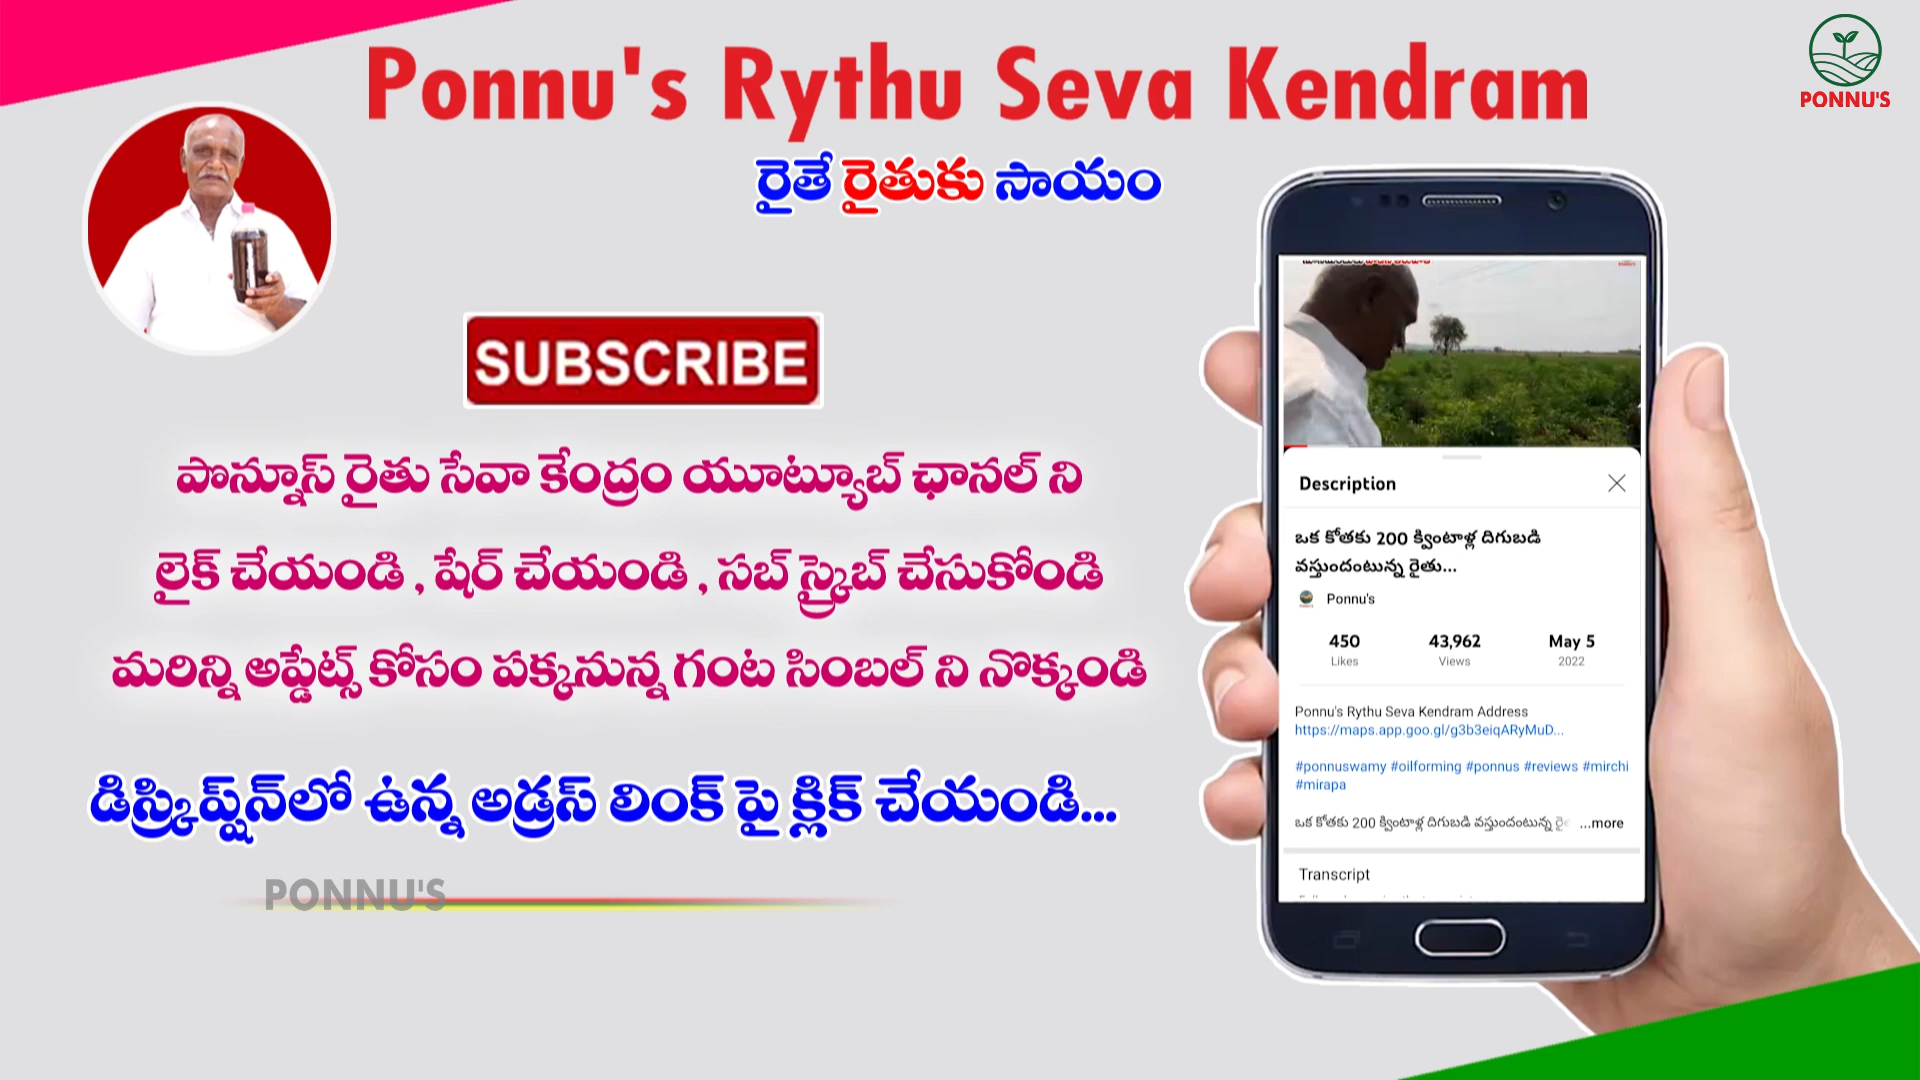 Ponnu's Rythu Seva Kendram
PONNU'S
రైతే రైతుకు సాయం
SUBSCRIBE
పొన్నూస్ రైతు సేవా కేంద్రం యూట్యూబ్ ఛానల్ ని
లైక్ చేయండి , షేర్ చేయండి , సబ్ స్క్రైబ్ చేసుకోండి
మరిన్ని అప్డేట్స్ కోసం పక్కనున్న గంట సింబల్ ని నొక్కండి
డిస్క్రిప్షన్‌లో ఉన్న అడ్రస్ లింక్ పై క్లిక్ చేయండి...
PONNU'S
Description
ఒక కోతకు 200 క్వింటాళ్ల దిగుబడి
వస్తుందంటున్న రైతు...
Ponnu's
450 43,962 May 5
Likes Views 2022
Ponnu's Rythu Seva Kendram Address
https://maps.app.goo.gl/g3b3eiqARyMuD...
#ponnuswamy #oilforming #ponnus #reviews #mirchi
#mirapa
ఒక కోతకు 200 క్వింటాళ్ల దిగుబడి వస్తుందంటున్న ...more
Transcript